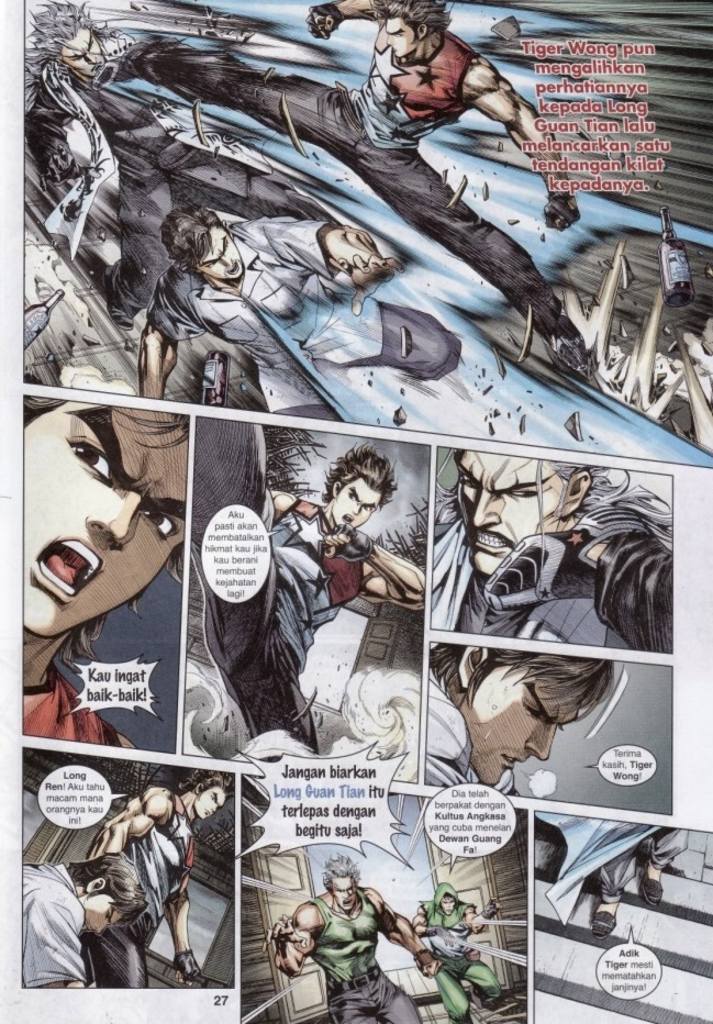 Tiger Wong pun
mengalihkan
perhatiannya
kepada Long
Guan Tian lalu
melancarkan satu
tendangan kilat
kepadanya.
Kau ingat
baik-baik!
Aku
pasti akan
membatalkan
hikmat kau jika
kau berani
membuat
kejahatan
lagi!
Terima
kasih, Tiger
Wong!
Long
Ren! Aku tahu
macam mana
orangnya kau
ini!
Jangan biarkan
Long Guan Tian itu
terlepas dengan
begitu saja!
Dia telah
berpakat dengan
Kultus Angkasa
yang cuba menelan
Dewan Guang
Fa!
Adik
Tiger mesti
mematahkan
janjinya!
27